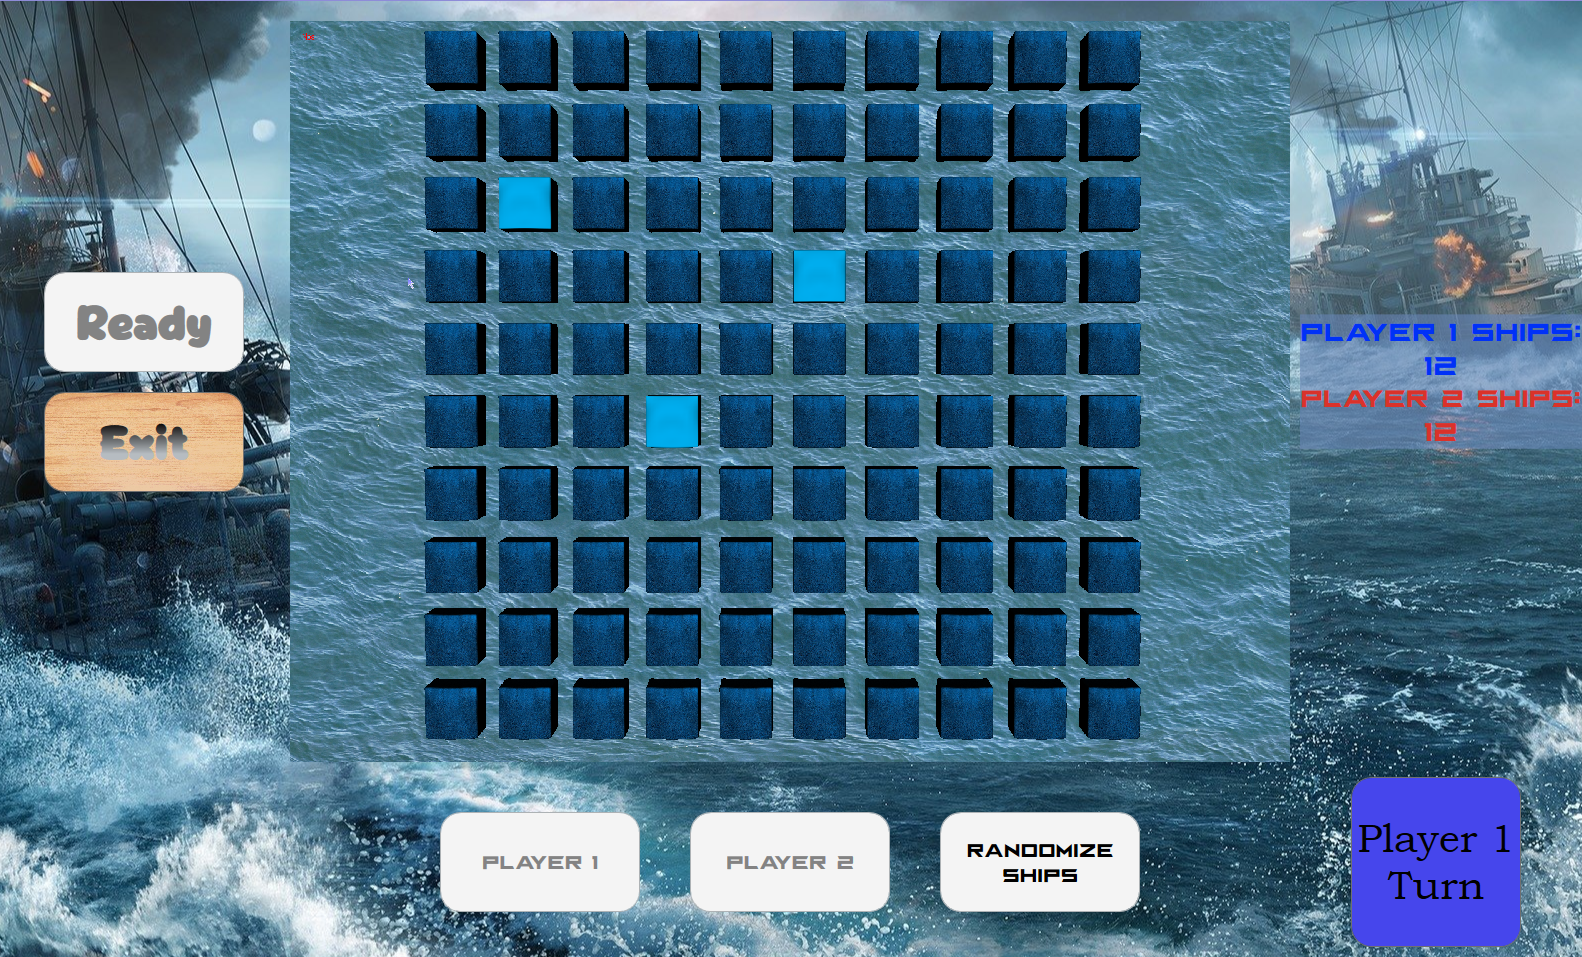 Ready
Exit
PLAYER 1 SHIPS:
12
PLAYER 2 SHIPS:
12
PLAYER 1
PLAYER 2
RANDOMIZE
SHIPS
Player 1
Turn